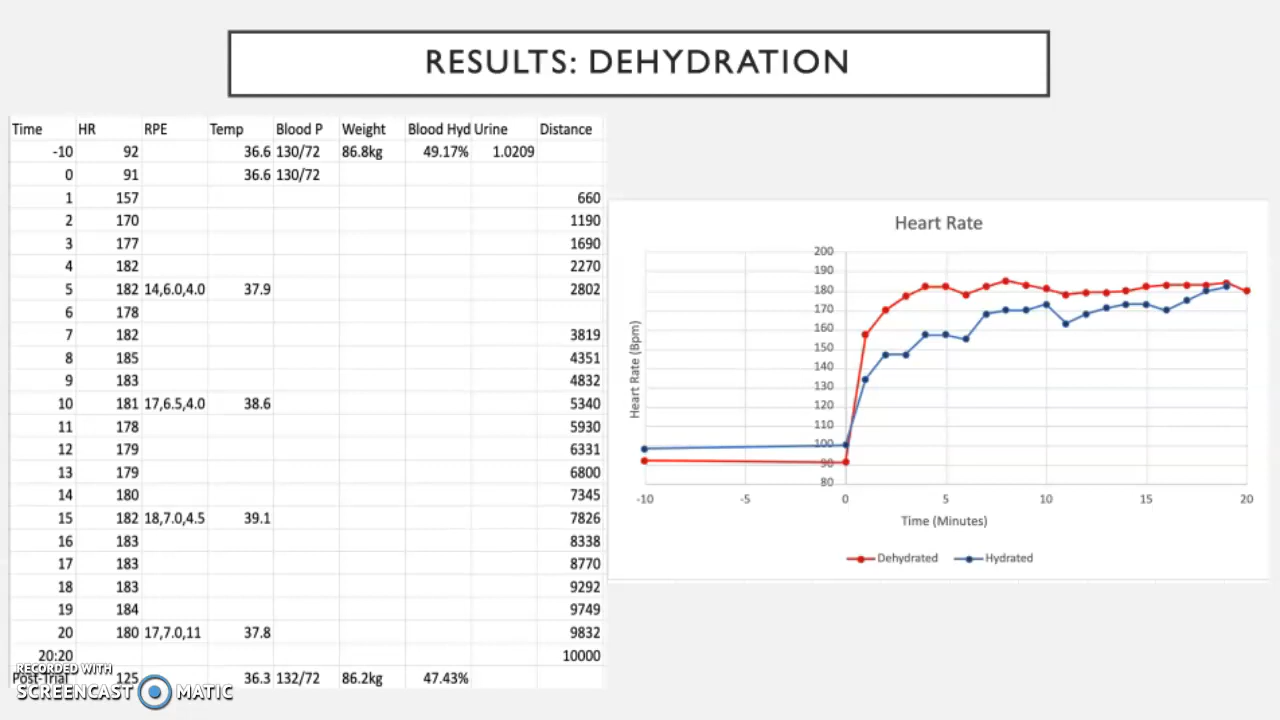 RESULTS: DEHYDRATION
Time HR RPE Temp Blood P Weight Blood Hyd Urine Distance
-10 92 36.6 130/72 86.8kg 49.17% 1.0209
0 91 36.6 130/72
1 157 660
2 170 1190
3 177 1690
4 182 2270
5 182 14,6.0,4.0 37.9 2802
6 178
7 182 3819
8 185 4351
9 183 4832
10 181 17,6.5,4.0 38.6 5340
11 178 5930
12 179 6331
13 179 6800
14 180 7345
15 182 18,7.0,4.5 39.1 7826
16 183 8338
17 183 8770
18 183 9292
19 184 9749
20 180 17,7.0,11 37.8 9832
20:20 10000
Post-Trial 125 36.3 132/72 86.2kg 47.43%
Heart Rate
200
190
180
170
160
150
140
130
120
110
100
90
80
Heart Rate (Bpm)
-10 -5 0 5 10 15 20
Time (Minutes)
Dehydrated Hydrated
RECORDED WITH
SCREENCAST MATIC